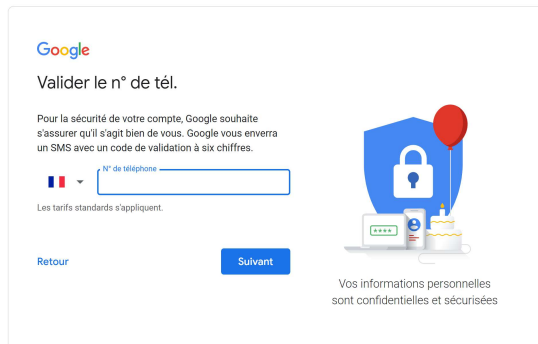 Google
Valider le n° de tél.
Pour la sécurité de votre compte, Google souhaite
s'assurer qu'il s'agit bien de vous. Google vous enverra
un SMS avec un code de validation à six chiffres.
N° de téléphone
Les tarifs standards s'appliquent.
Retour
Suivant
****
Vos informations personnelles
sont confidentielles et sécurisées